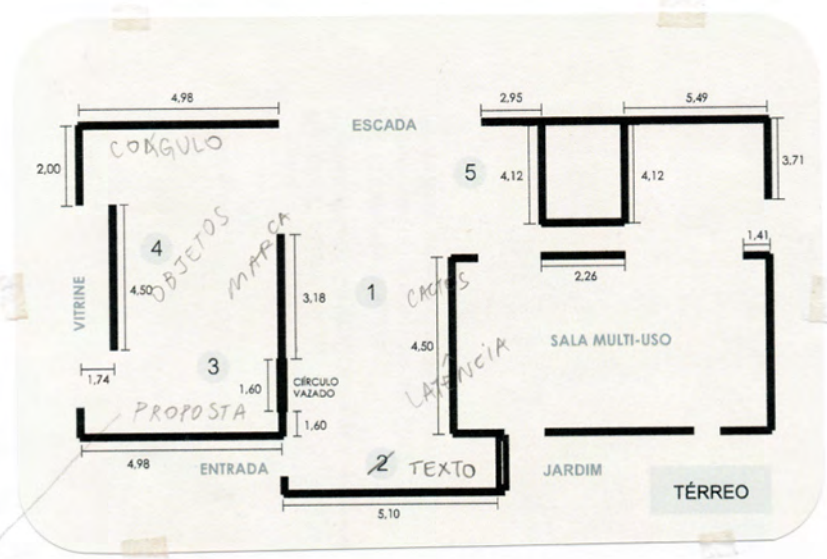 4,98
2,95
5,49
ESCADA
COÁGULO
2,00
5
4,12
4,12
3,71
OBJETOS
MARCA
4
1,41
2,26
VITRINE
4,50
3,18
1
CACTOS
4,50
LATÊNCIA
SALA MULTI-USO
3
1,74
1,60
CÍRCULO
VAZADO
PROPOSTA
1,60
4,98
ENTRADA
2 TEXTO
JARDIM
TÉRREO
5,10